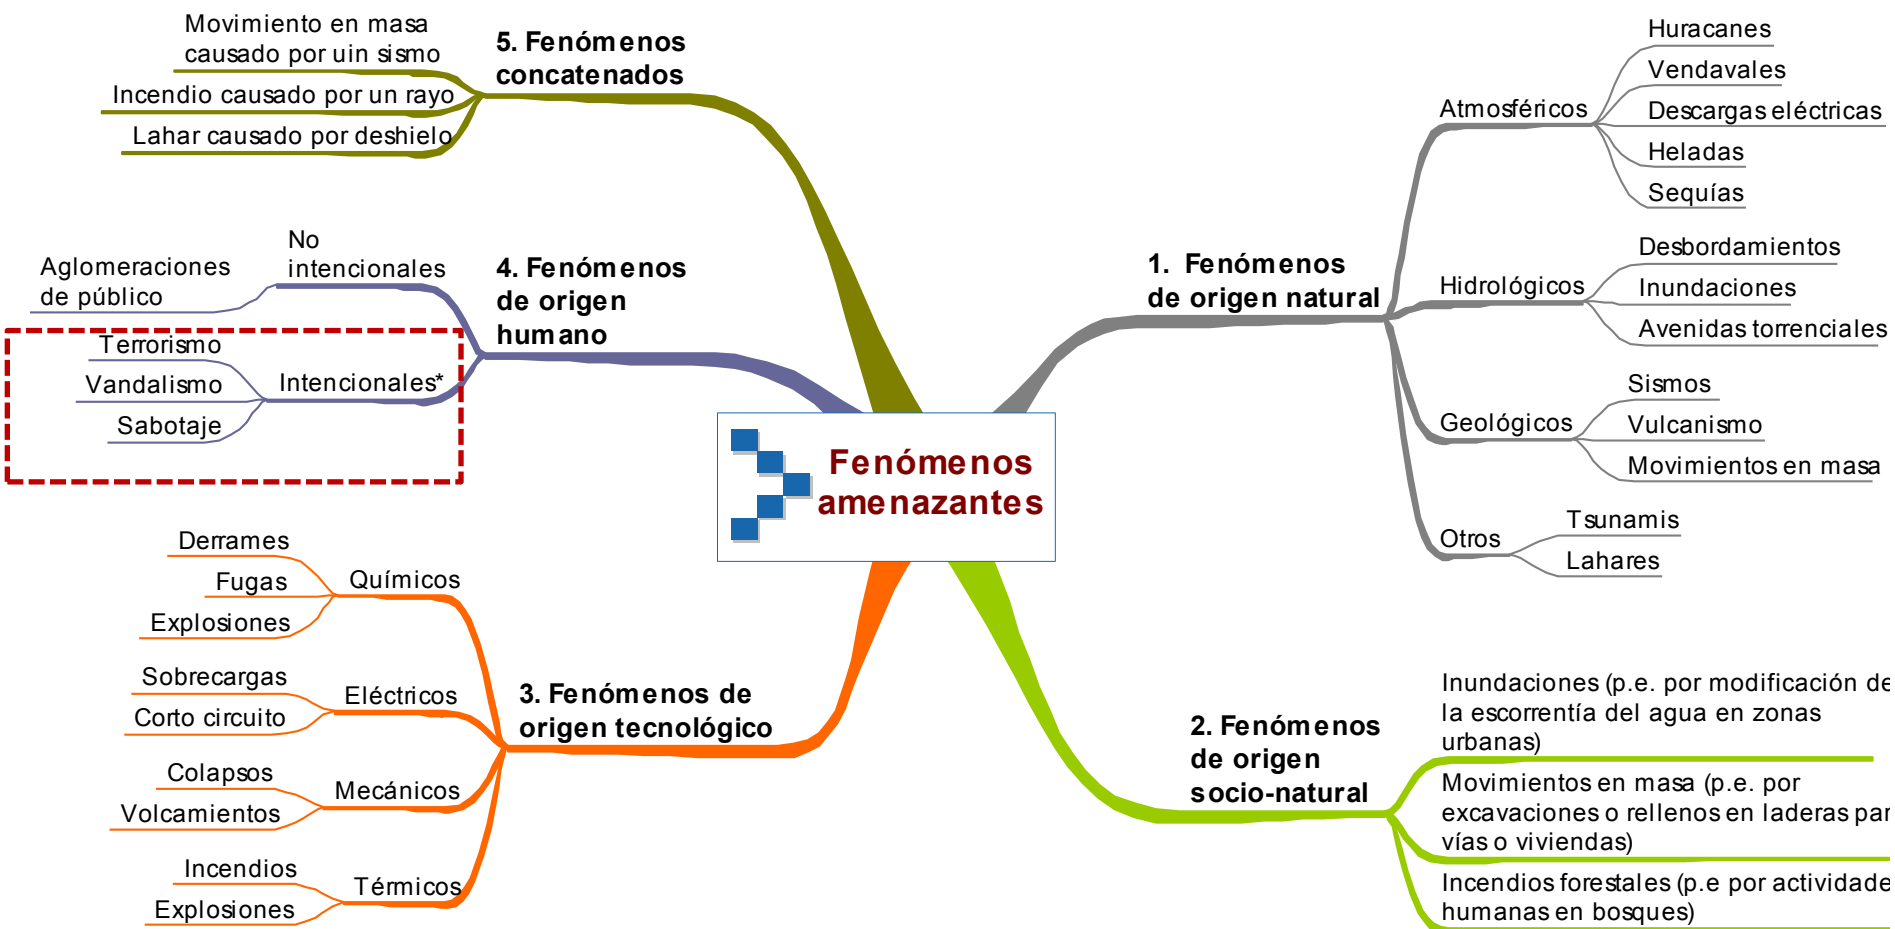 Fenómenos
amenazantes
1. Fenómenos
de origen natural
Atmosféricos
Huracanes
Vendavales
Descargas eléctricas
Heladas
Sequías
Hidrológicos
Desbordamientos
Inundaciones
Avenidas torrenciales
Geológicos
Sismos
Vulcanismo
Movimientos en masa
Otros
Tsunamis
Lahares
2. Fenómenos
de origen
socio-natural
Inundaciones (p.e. por modificación de
la escorrentía del agua en zonas
urbanas)
Movimientos en masa (p.e. por
excavaciones o rellenos en laderas par
vías o viviendas)
Incendios forestales (p.e por actividade
humanas en bosques)
3. Fenómenos de
origen tecnológico
Químicos
Derrames
Fugas
Explosiones
Eléctricos
Sobrecargas
Corto circuito
Mecánicos
Colapsos
Volcamientos
Térmicos
Incendios
Explosiones
4. Fenómenos
de origen
humano
No
intencionales
Aglomeraciones
de público
Intencionales*
Terrorismo
Vandalismo
Sabotaje
5. Fenómenos
concatenados
Movimiento en masa
causado por uin sismo
Incendio causado por un rayo
Lahar causado por deshielo